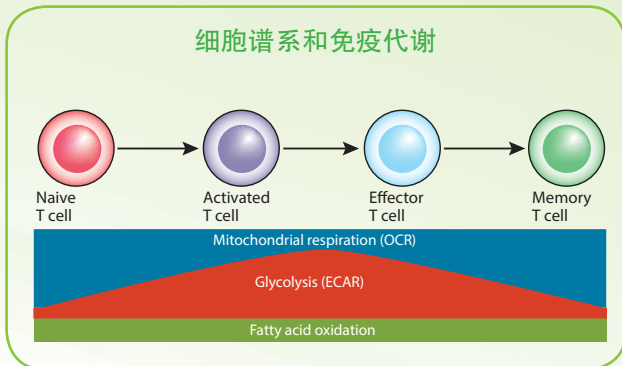 细胞谱系和免疫代谢
Naive
T cell
Activated
T cell
Effector
T cell
Memory
T cell
Mitochondrial respiration (OCR)
Glycolysis (ECAR)
Fatty acid oxidation